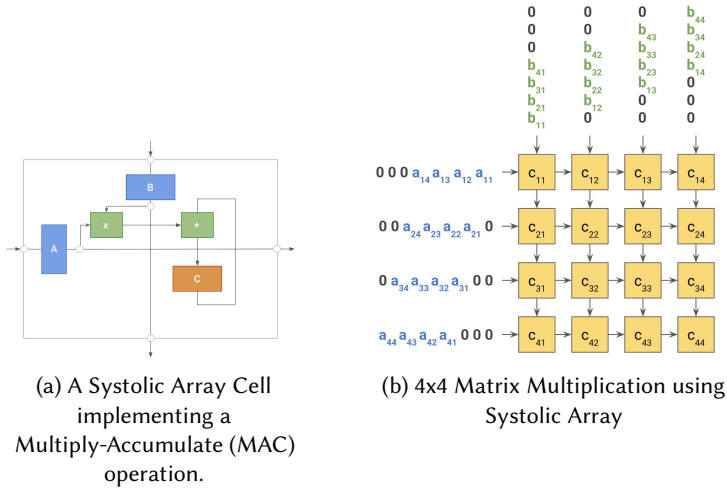 0 0 0 b44
0 0 b43 b34
0 b42 b33 b24
b41 b32 b23 b14
b31 b22 b13 0
b21 b12 0 0
b11 0 0 0
B
x
+
A
C
0 0 0 a14 a13 a12 a11
c11 c12 c13 c14
0 0 a24 a23 a22 a21 0
c21 c22 c23 c24
0 a34 a33 a32 a31 0 0
c31 c32 c33 c34
a44 a43 a42 a41 0 0 0
c41 c42 c43 c44
(a) A Systolic Array Cell
implementing a
Multiply-Accumulate (MAC)
operation.
(b) 4x4 Matrix Multiplication using
Systolic Array